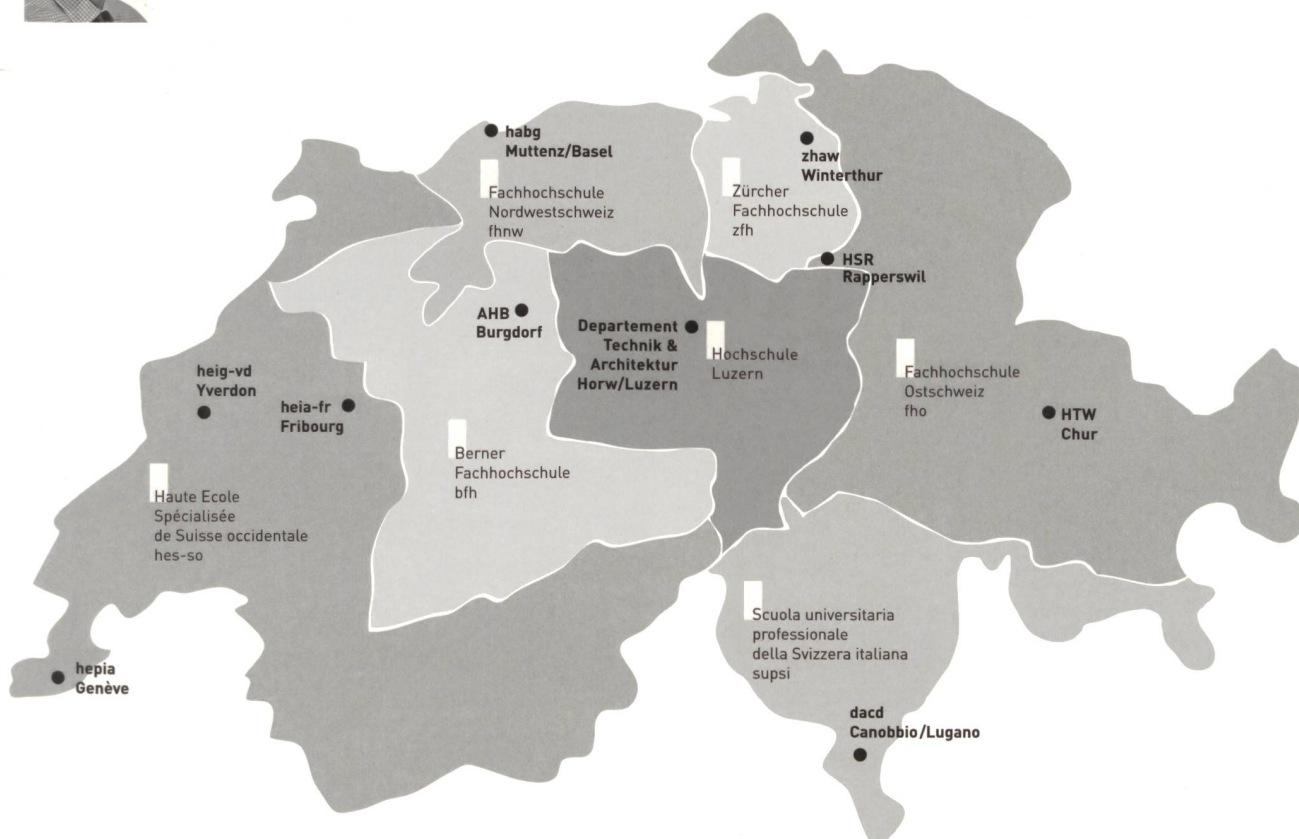 habg
Muttenz/Basel
Fachhochschule
Nordwestschweiz
fhnw
zhaw
Winterthur
Zürcher
Fachhochschule
zfh
HSR
Rapperswil
AHB
Burgdorf
Departement
Technik &
Architektur
Horw/Luzern
Hochschule
Luzern
Fachhochschule
Ostschweiz
fho
heig-vd
Yverdon
heia-fr
Fribourg
HTW
Chur
Berner
Fachhochschule
bfh
Haute Ecole
Spécialisée
de Suisse occidentale
hes-so
Scuola universitaria
professionale
della Svizzera italiana
supsi
hepia
Genève
dacd
Canobbio/Lugano